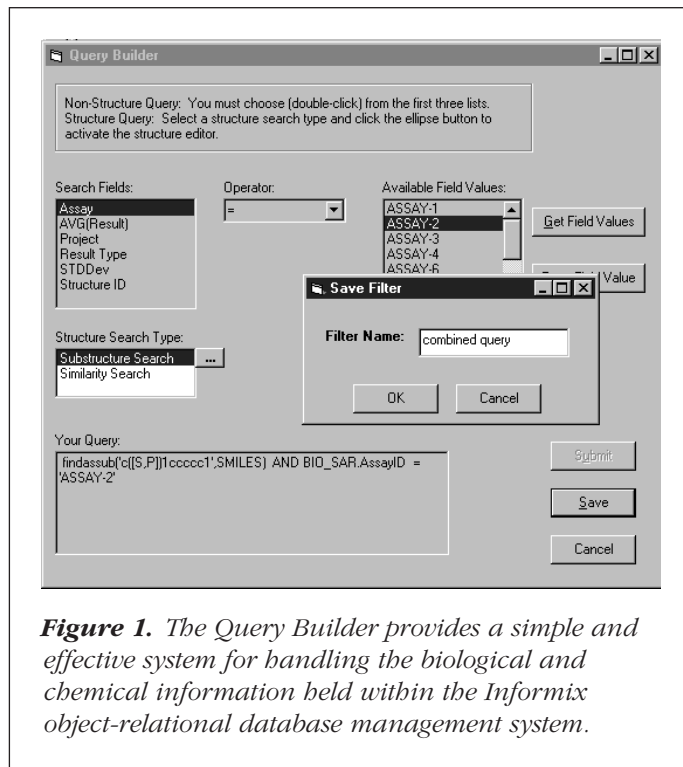 Query Builder
Non-Structure Query: You must choose (double-click) from the first three lists.
Structure Query: Select a structure search type and click the ellipse button to
activate the structure editor.
Search Fields:
Assay
AVG(Result)
Project
Result Type
STDDev
Structure ID
Operator:
=
Available Field Values:
ASSAY-1
ASSAY-2
ASSAY-3
ASSAY-4
ASSAY-6
Get Field Values
Value
Save Filter
Filter Name:
combined query
OK
Cancel
Structure Search Type:
Substructure Search
...
Similarity Search
Your Query:
findassub('c([S,P])1ccccc1',SMILES) AND BIO_SAR.AssayID =
'ASSAY-2'
Submit
Save
Cancel
Figure 1. The Query Builder provides a simple and
effective system for handling the biological and
chemical information held within the Informix
object-relational database management system.